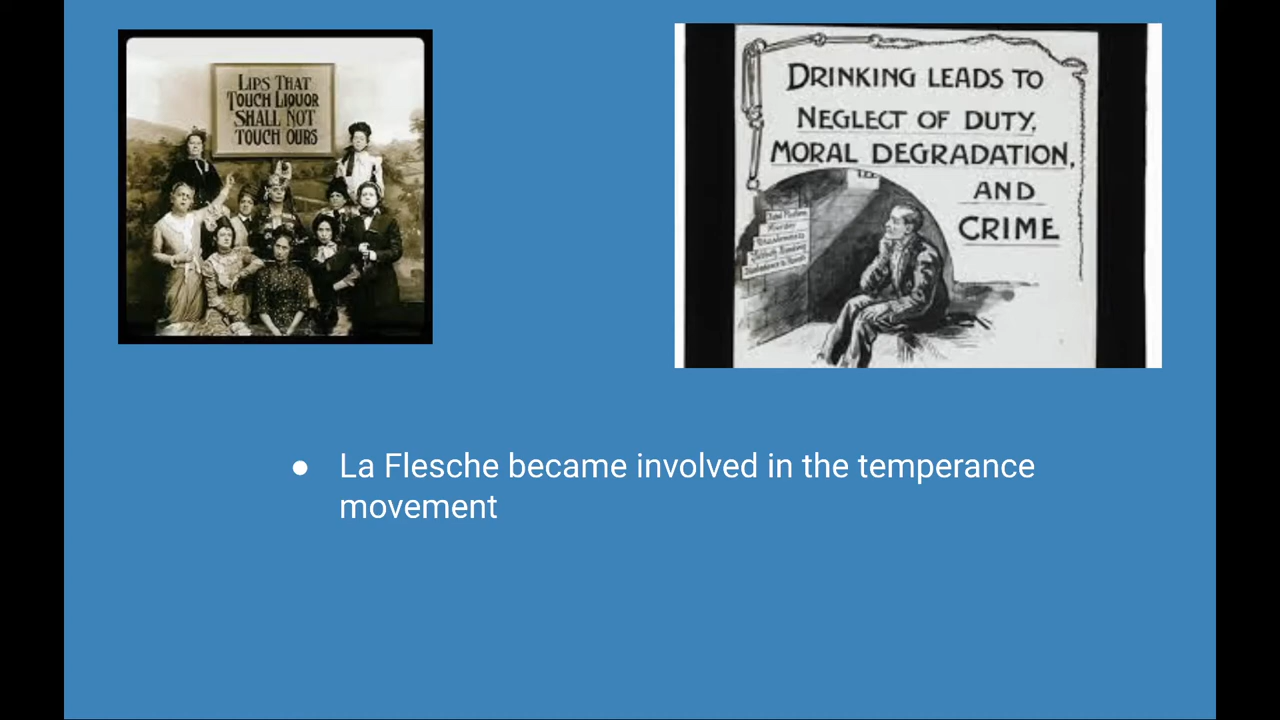 LIPS THAT
TOUCH LIQUOR
SHALL NOT
TOUCH OURS
DRINKING LEADS TO
NEGLECT OF DUTY,
MORAL DEGRADATION,
AND
CRIME
Murder
● La Flesche became involved in the temperance
movement